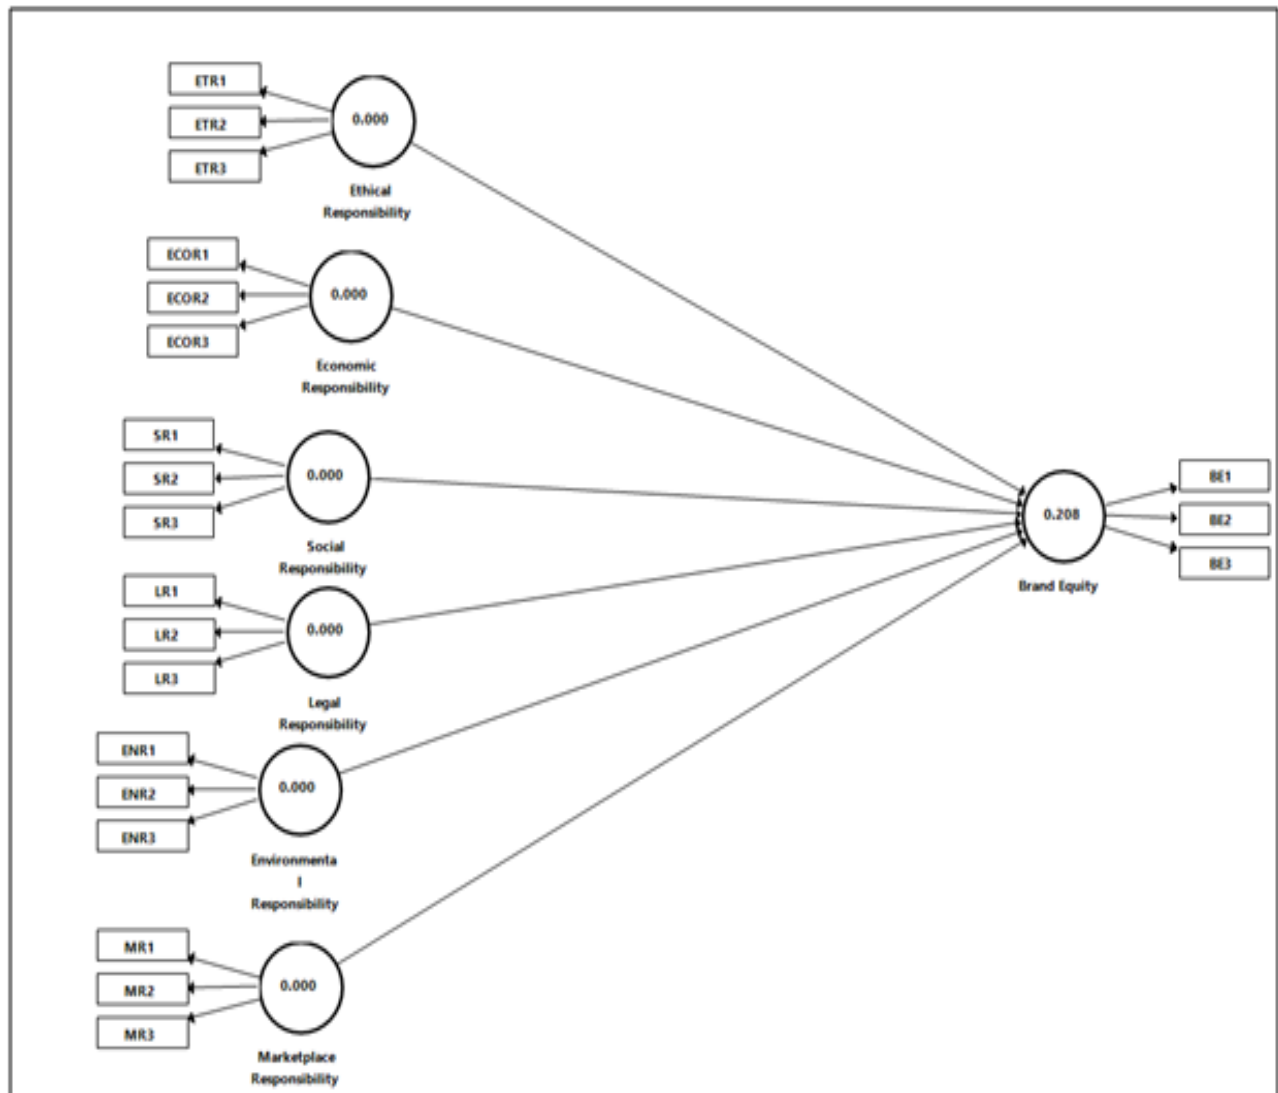 ETR1
ETR2
ETR3
0.000
Ethical
Responsibility
ECOR1
ECOR2
ECOR3
0.000
Economic
Responsibility
SR1
SR2
SR3
0.000
Social
Responsibility
LR1
LR2
LR3
0.000
Legal
Responsibility
ENR1
ENR2
ENR3
0.000
Environmenta
l
Responsibility
MR1
MR2
MR3
0.000
Marketplace
Responsibility
0.208
Brand Equity
BE1
BE2
BE3